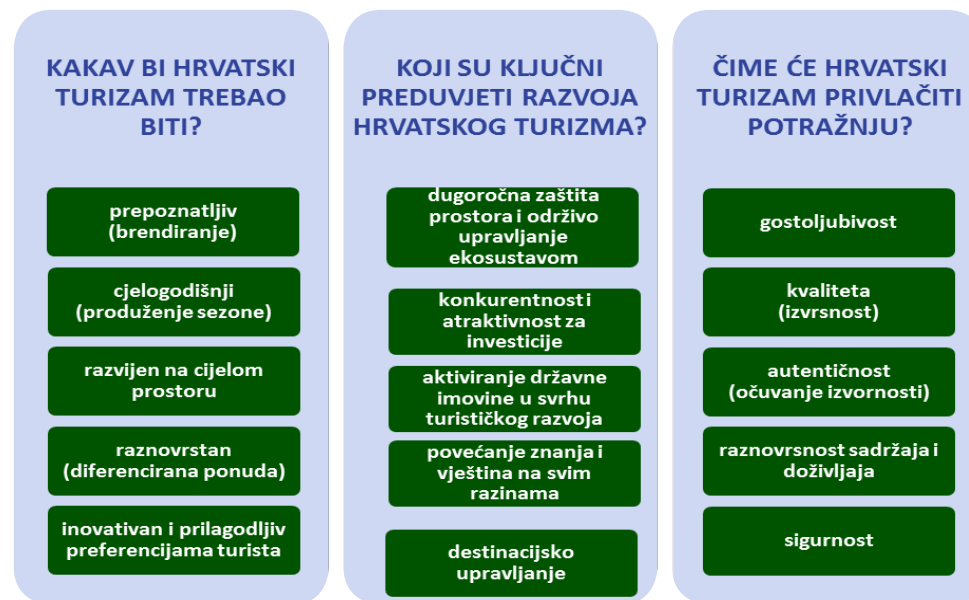 KAKAV BI HRVATSKI
TURIZAM TREBAO
BITI?
prepoznatljiv
(brendiranje)
cjelogodišnji
(produženje sezone)
razvijen na cijelom
prostoru
raznovrstan
(diferencirana ponuda)
inovativan i prilagodljiv
preferencijama turista
KOJI SU KLJUČNI
PREDUVJETI RAZVOJA
HRVATSKOG TURIZMA?
dugoročna zaštita
prostora i održivo
upravljanje
ekosustavom
konkurentnost i
atraktivnost za
investicije
aktiviranje državne
imovine u svrhu
turističkog razvoja
povećanje znanja i
vještina na svim
razinama
destinacijsko
upravljanje
ČIME ĆE HRVATSKI
TURIZAM PRIVLAČITI
POTRAŽNJU?
gostoljubivost
kvaliteta
(izvrsnost)
autentičnost
(očuvanje izvornosti)
raznovrsnost sadržaja i
doživljaja
sigurnost